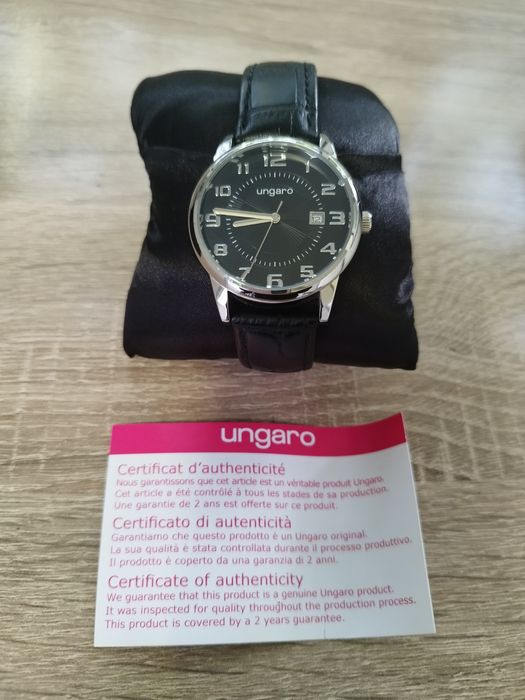 12
11
10
9
8
7
6
5
4
3
2
ungaro
ungaro
Certificat d'authenticité
Nous garantissons que cet article est un véritable produit Ungaro.
Cet article a été contrôlé à tous les stades de sa production.
Une garantie de 2 ans est offerte sur ce produit.
Certificato di autenticità
Garantiamo che questo prodotto è un Ungaro original.
La sua qualità è stata controllata durante il processo produttivo.
Il prodotto è coperto da una garanzia di 2 anni.
Certificate of authenticity
We guarantee that this product is a genuine Ungaro product.
It was inspected for quality throughout the production process.
This product is covered by a 2 years guarantee.